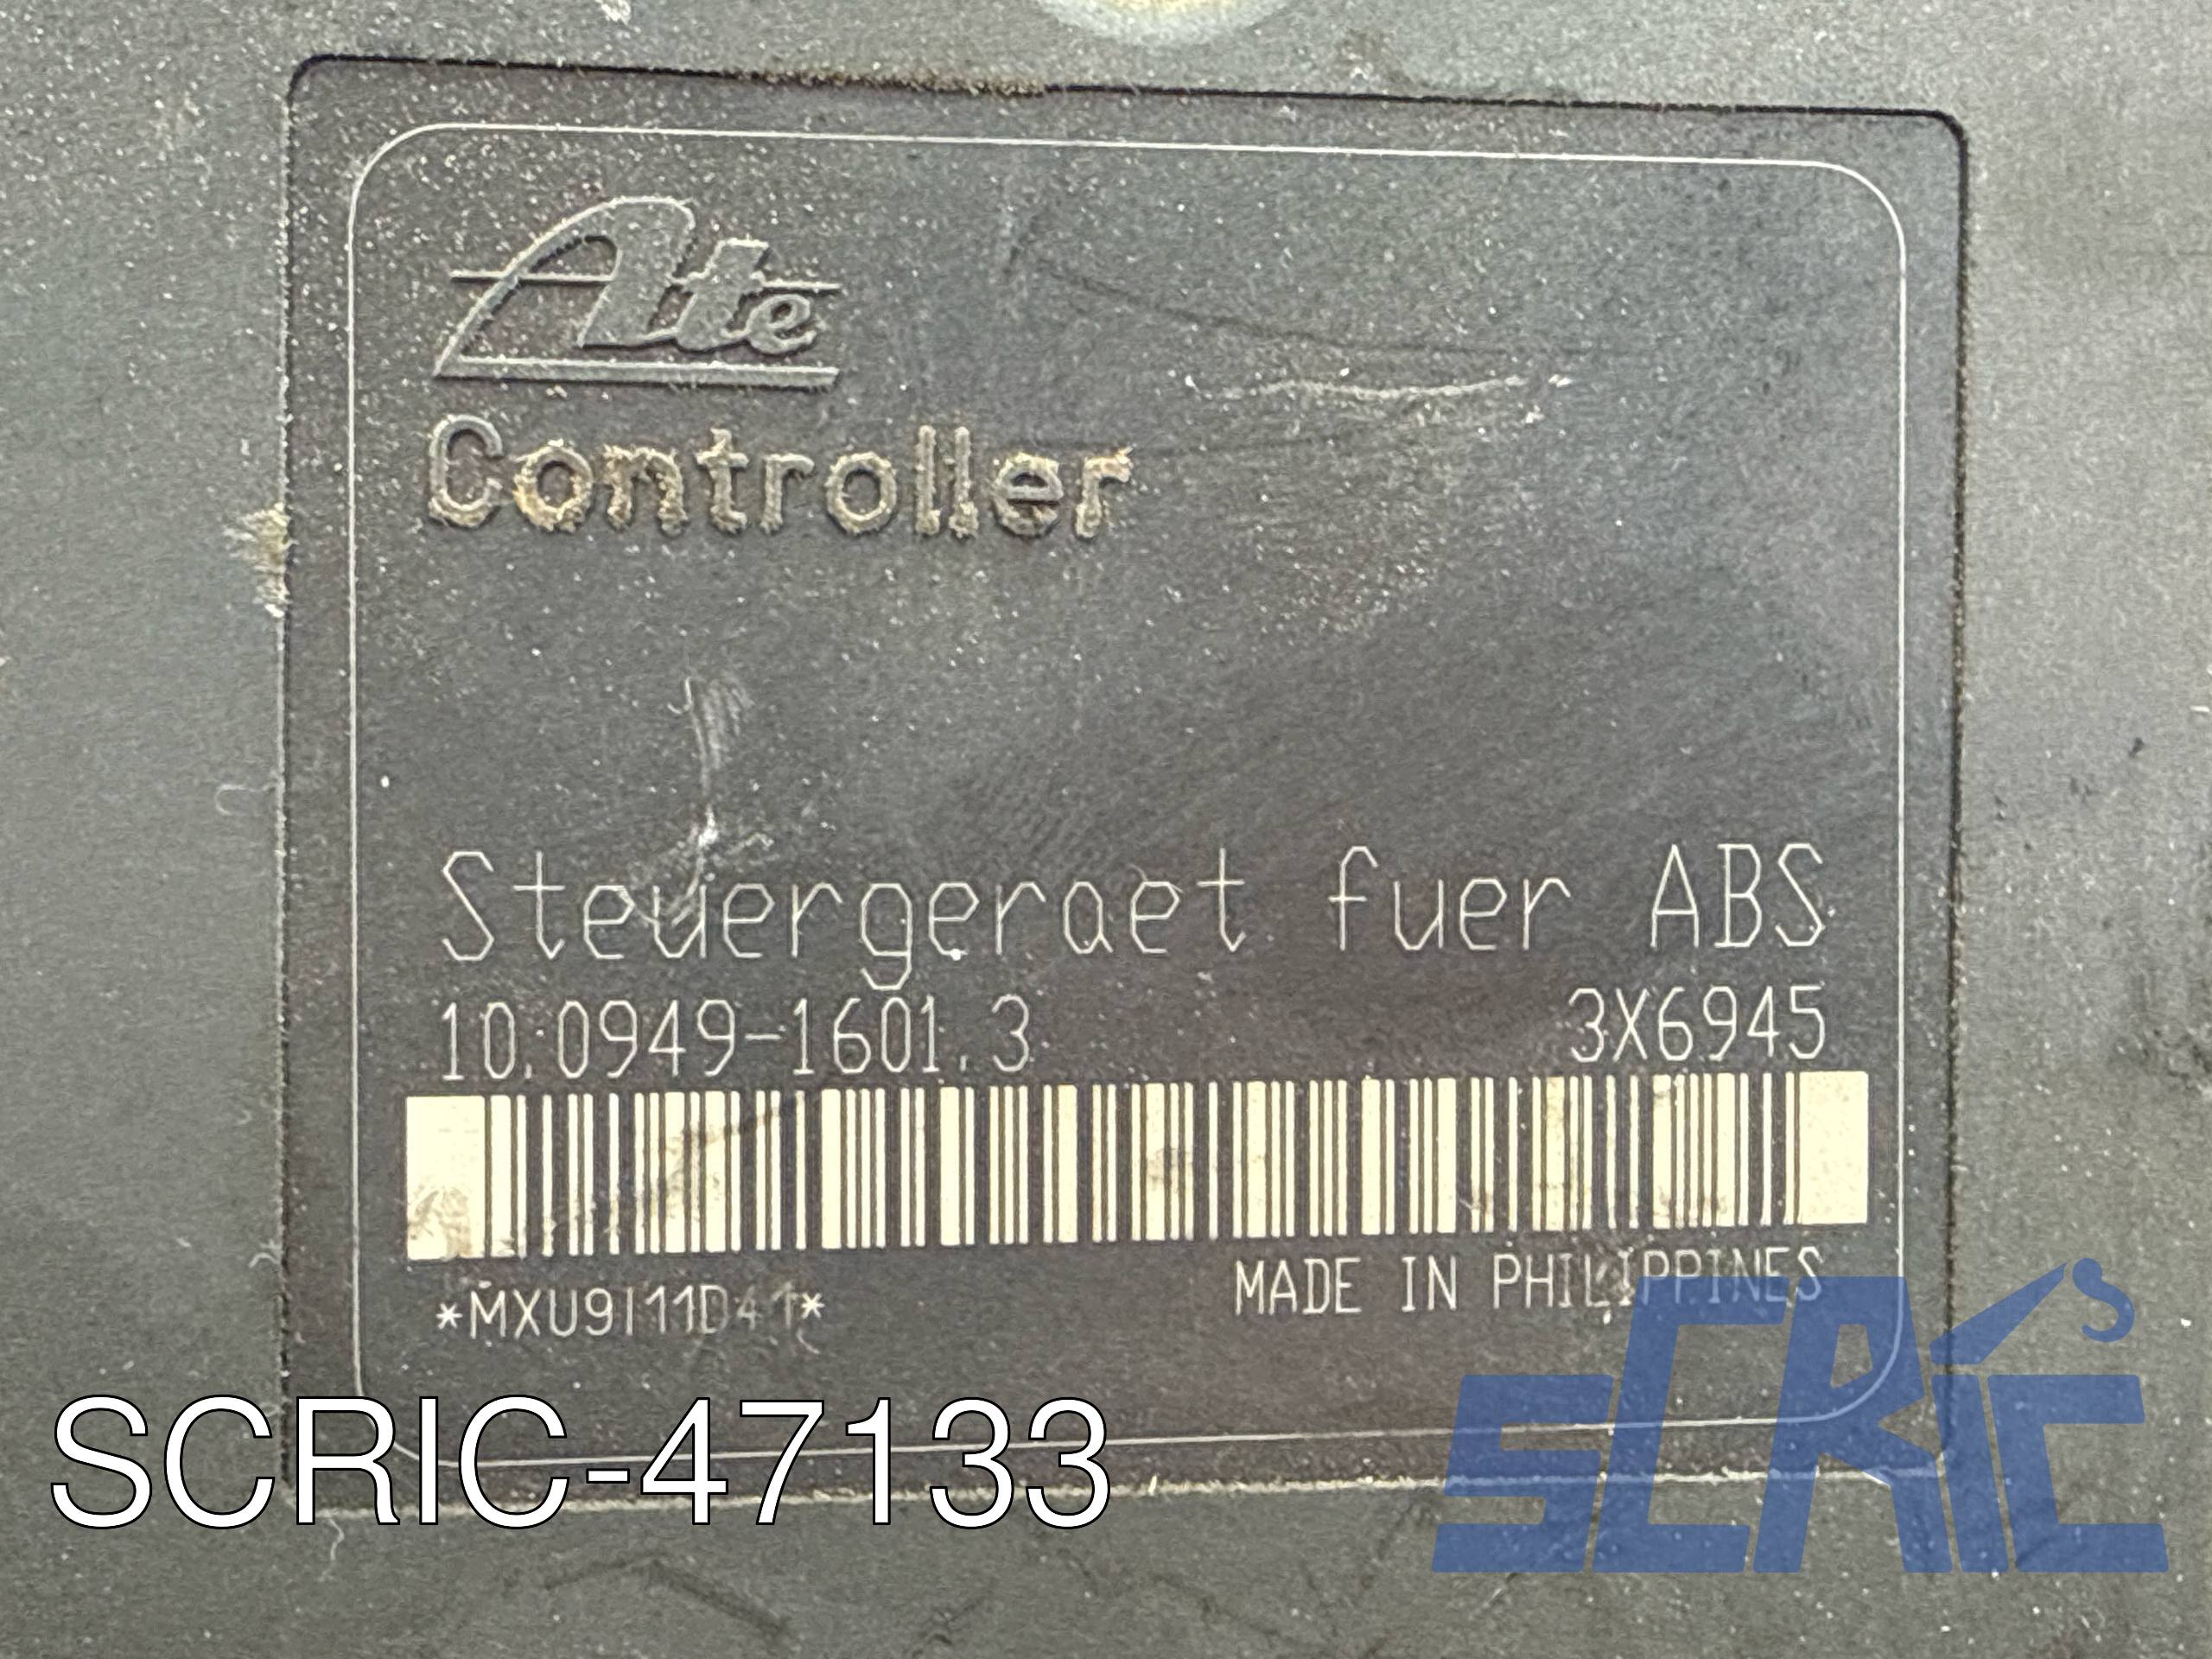 Ate
Controller
Steuergeraet fuer ABS
10.0949-1601.3 3X6945
*MXU9I11D41*
MADE IN PHILIPPINES
SCRIC-47133
SCRIC